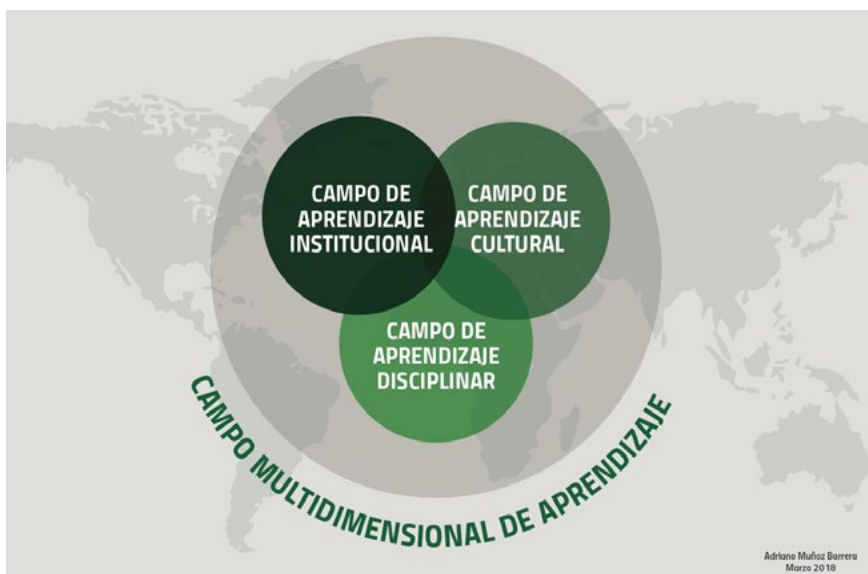 CAMPO DE
APRENDIZAJE
INSTITUCIONAL
CAMPO DE
APRENDIZAJE
CULTURAL
CAMPO DE
APRENDIZAJE
DISCIPLINAR
CAMPO MULTIDIMENSIONAL DE APRENDIZAJE
Adriano Muñoz Barrera
Marzo 2018